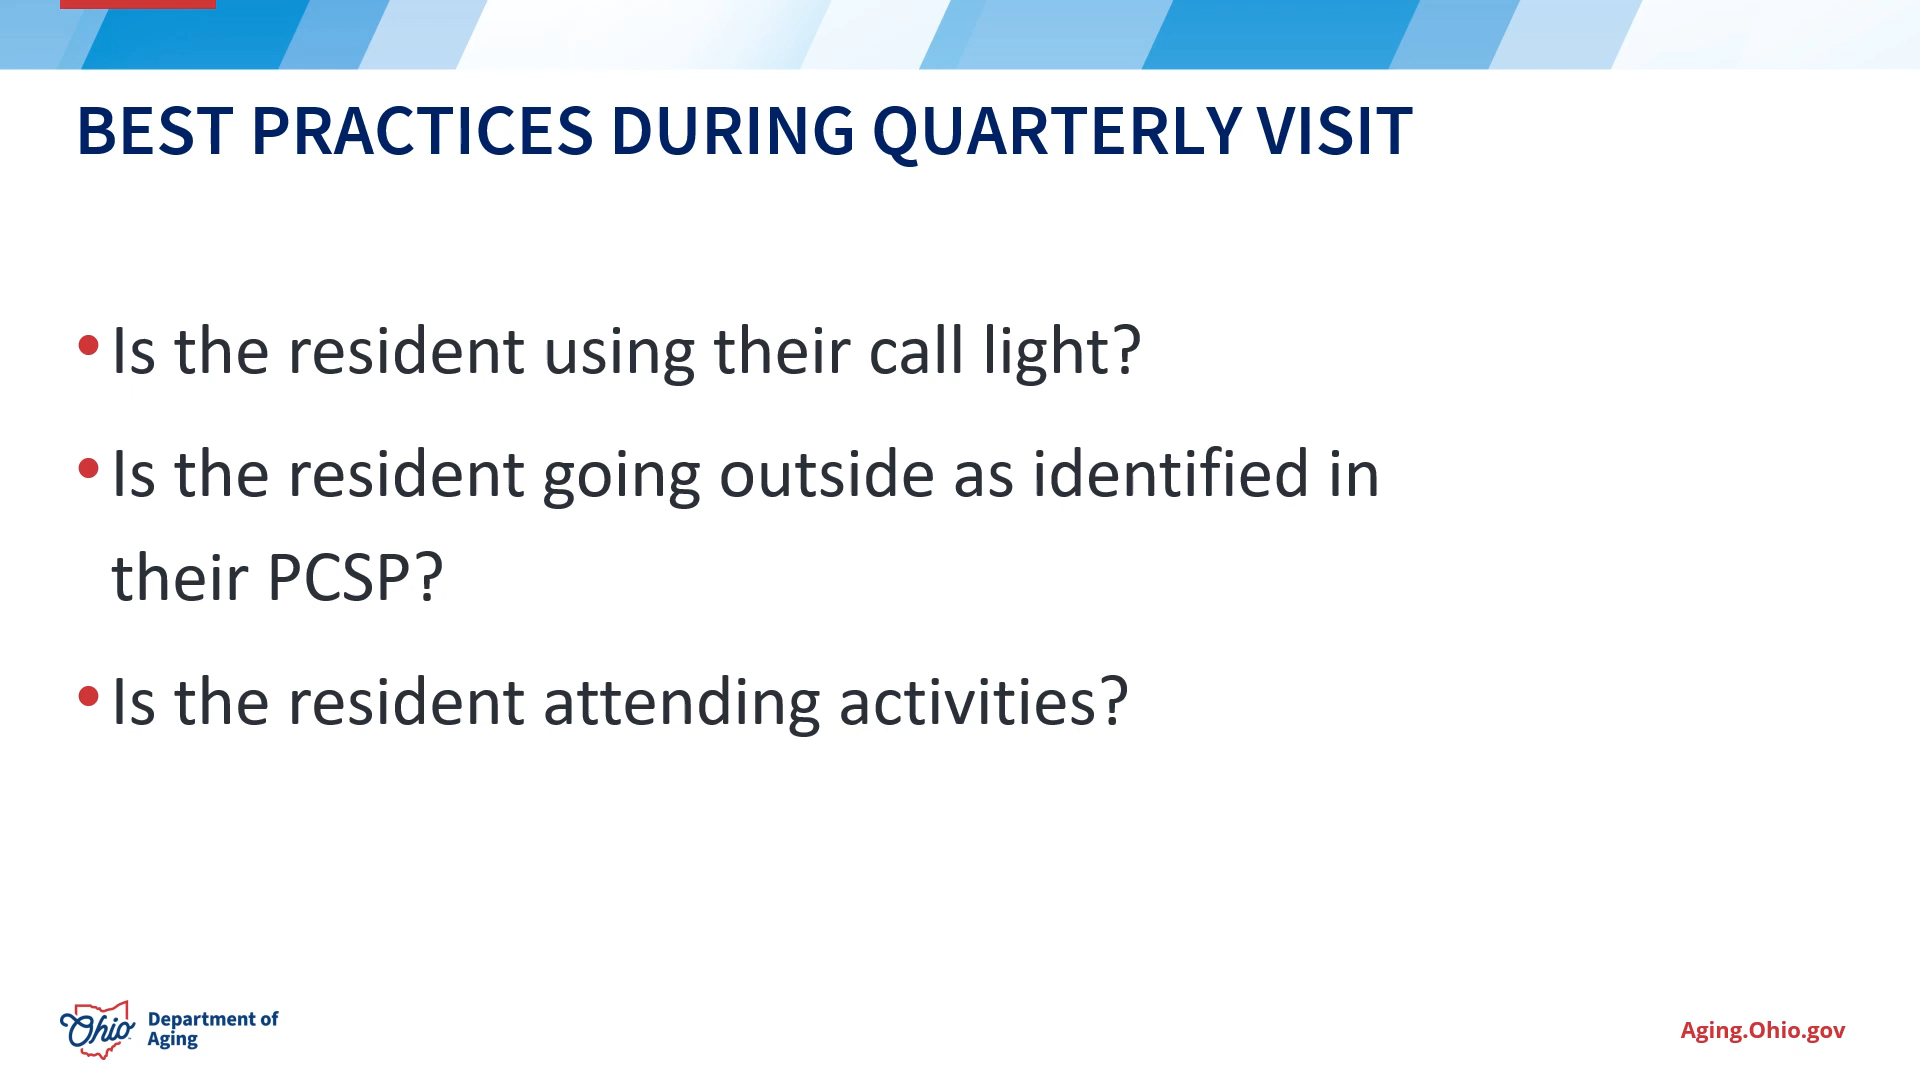 BEST PRACTICES DURING QUARTERLY VISIT
• Is the resident using their call light?
• Is the resident going outside as identified in
their PCSP?
• Is the resident attending activities?
Ohio
Department of
Aging
Aging.Ohio.gov